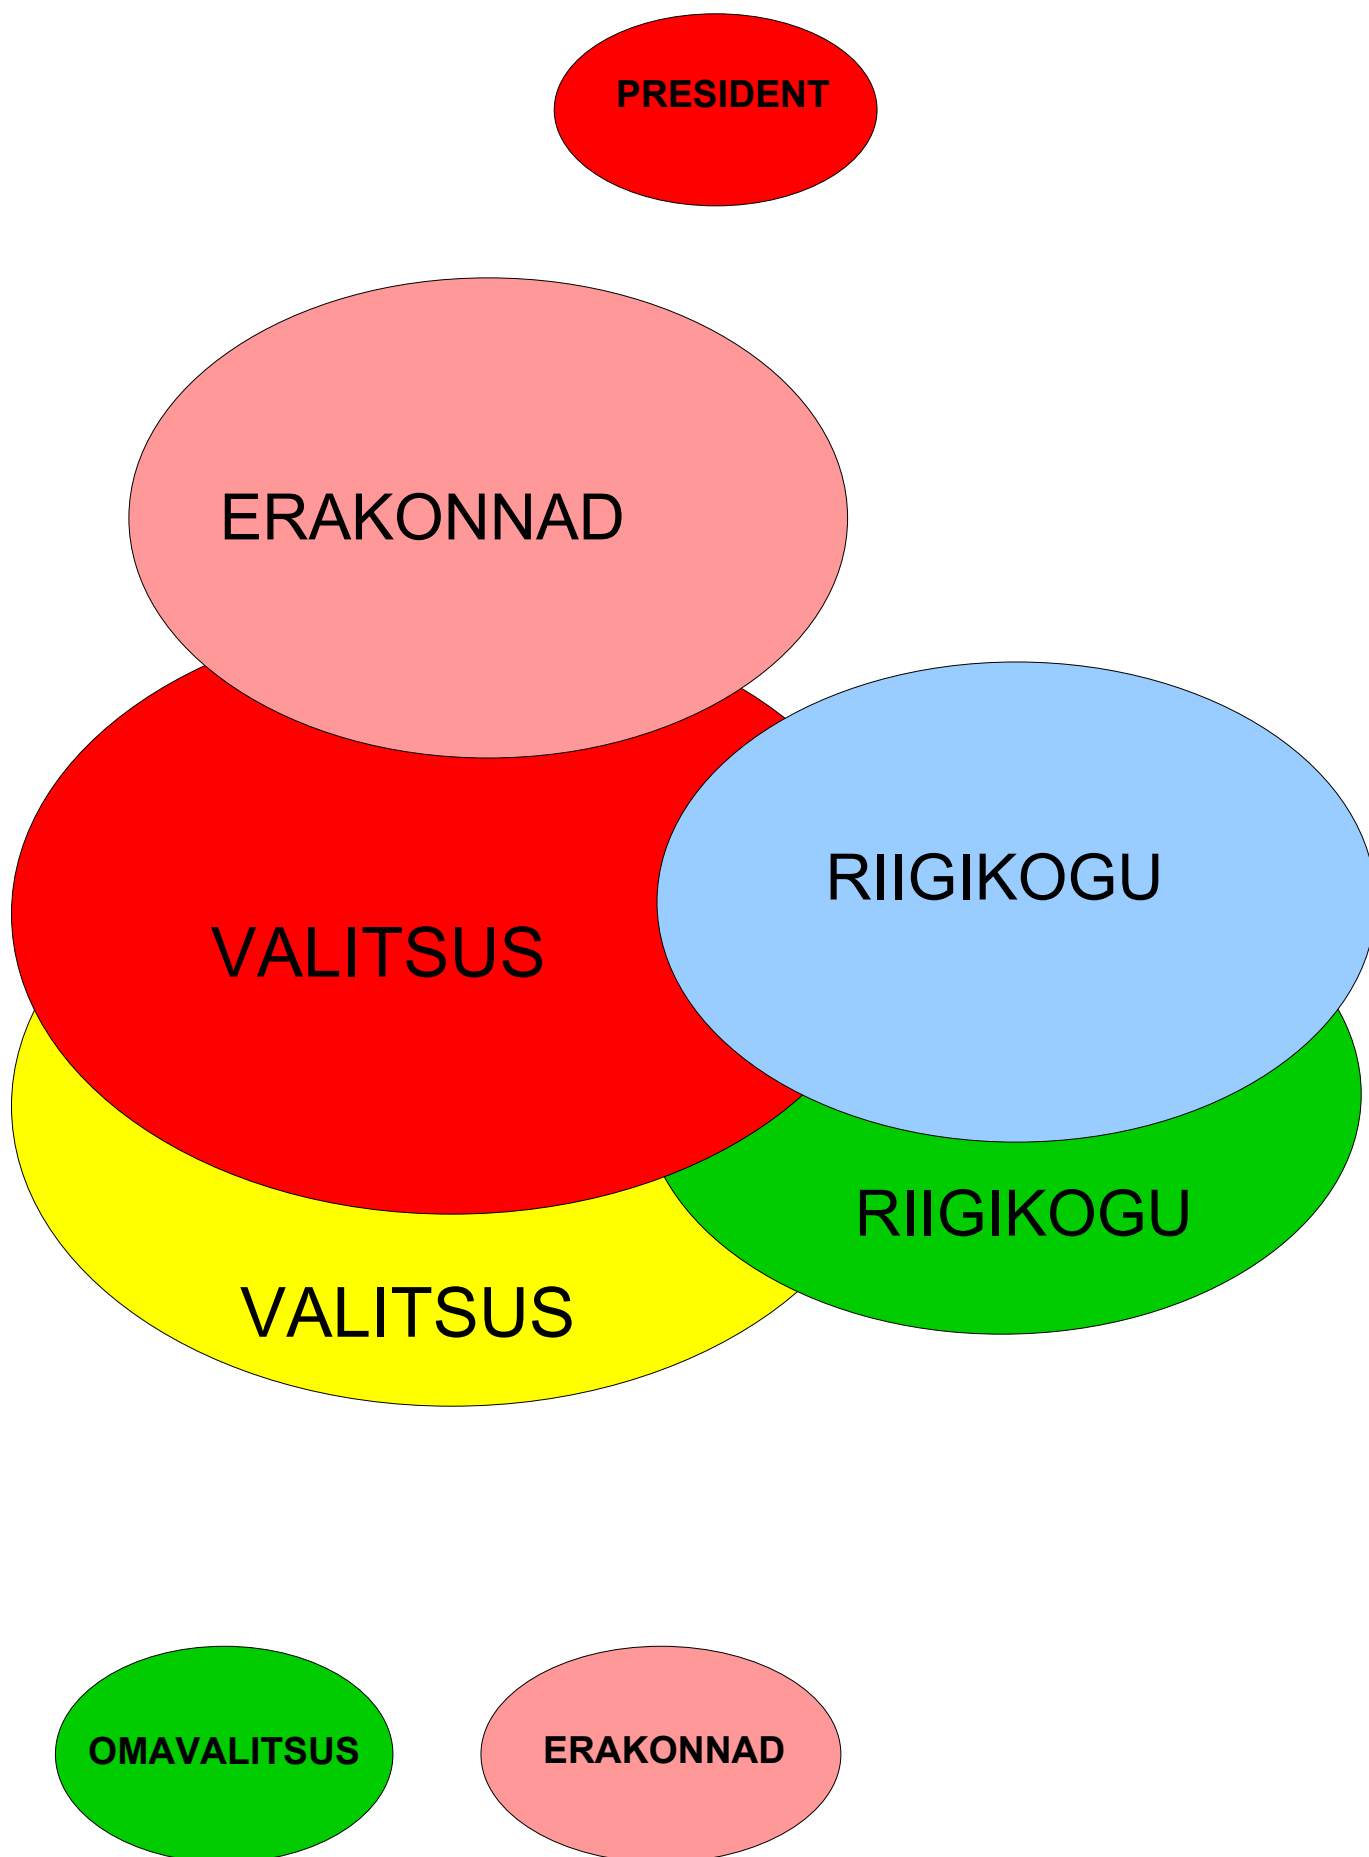 PRESIDENT
ERAKONNAD
RIIGIKOGU
VALITSUS
RIIGIKOGU
VALITSUS
OMAVALITSUS
ERAKONNAD